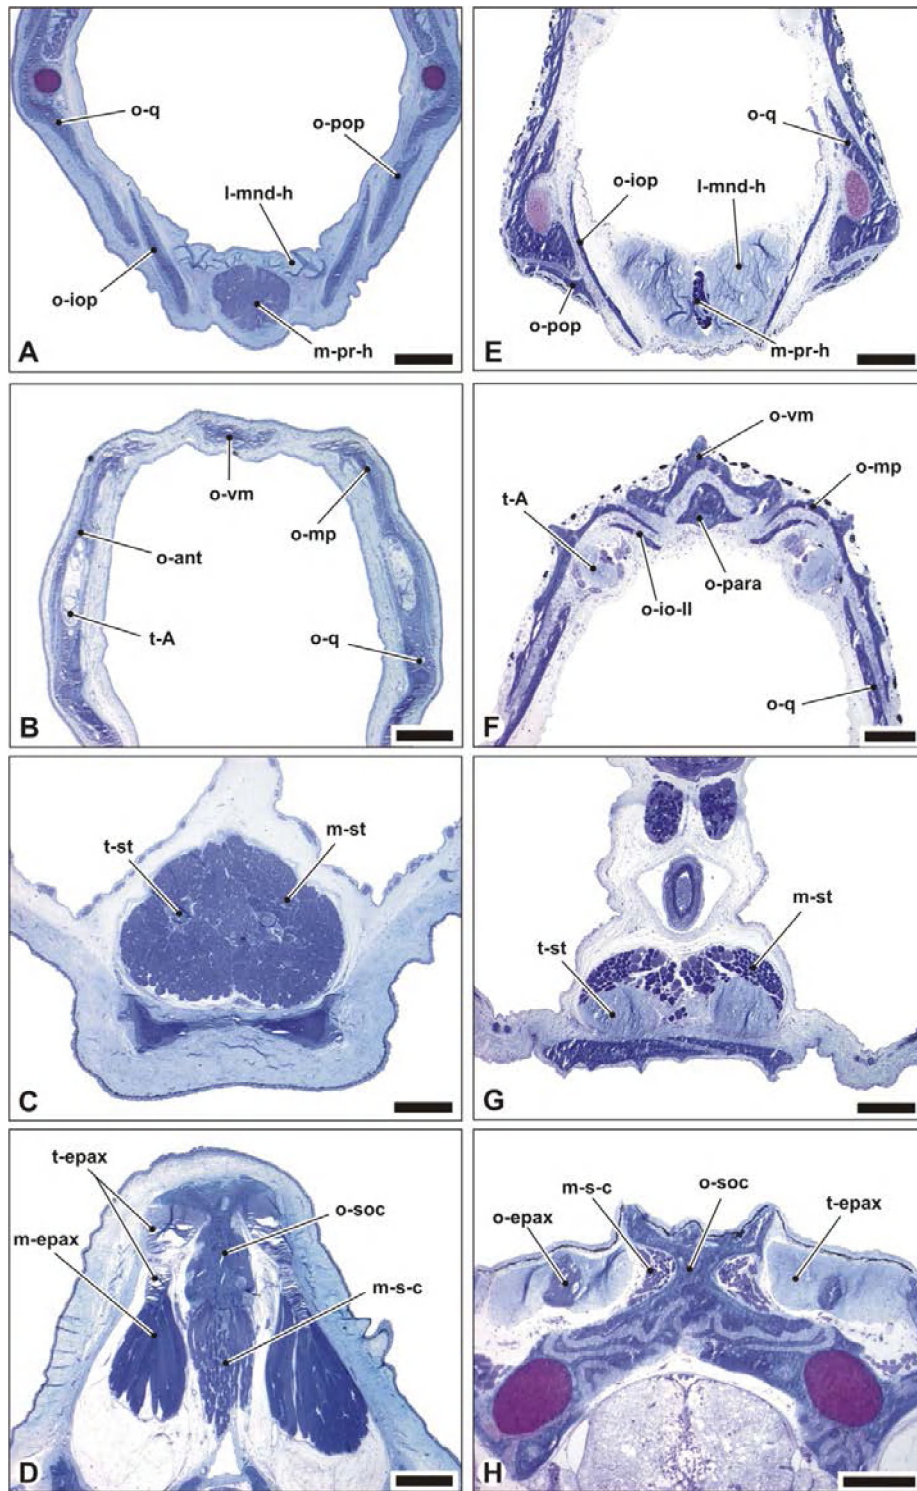 o-q
o-pop
l-mnd-h
o-iop
m-pr-h
A
o-q
o-iop
l-mnd-h
o-pop
m-pr-h
E
o-vm
o-mp
o-ant
t-A
o-q
B
o-vm
o-mp
t-A
o-para
o-io-II
o-q
F
t-st
m-st
C
m-st
t-st
G
t-epax
o-soc
m-epax
m-s-c
D
m-s-c
o-soc
o-epax
t-epax
H